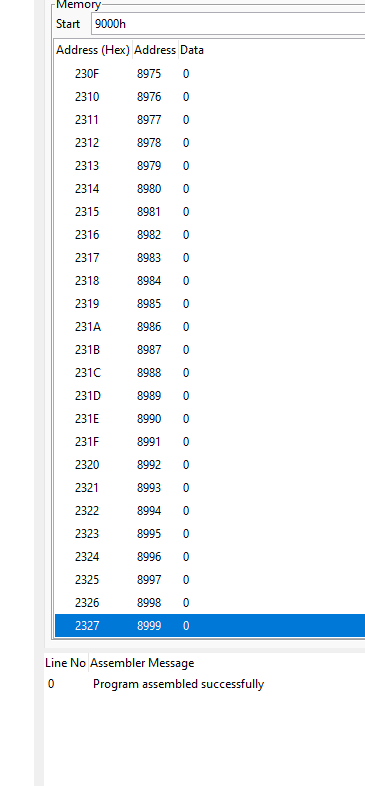 Memory
Start 9000h
Address (Hex) Address Data
230F 8975 0
2310 8976 0
2311 8977 0
2312 8978 0
2313 8979 0
2314 8980 0
2315 8981 0
2316 8982 0
2317 8983 0
2318 8984 0
2319 8985 0
231A 8986 0
231B 8987 0
231C 8988 0
231D 8989 0
231E 8990 0
231F 8991 0
2320 8992 0
2321 8993 0
2322 8994 0
2323 8995 0
2324 8996 0
2325 8997 0
2326 8998 0
2327 8999 0
Line No Assembler Message
0 Program assembled successfully